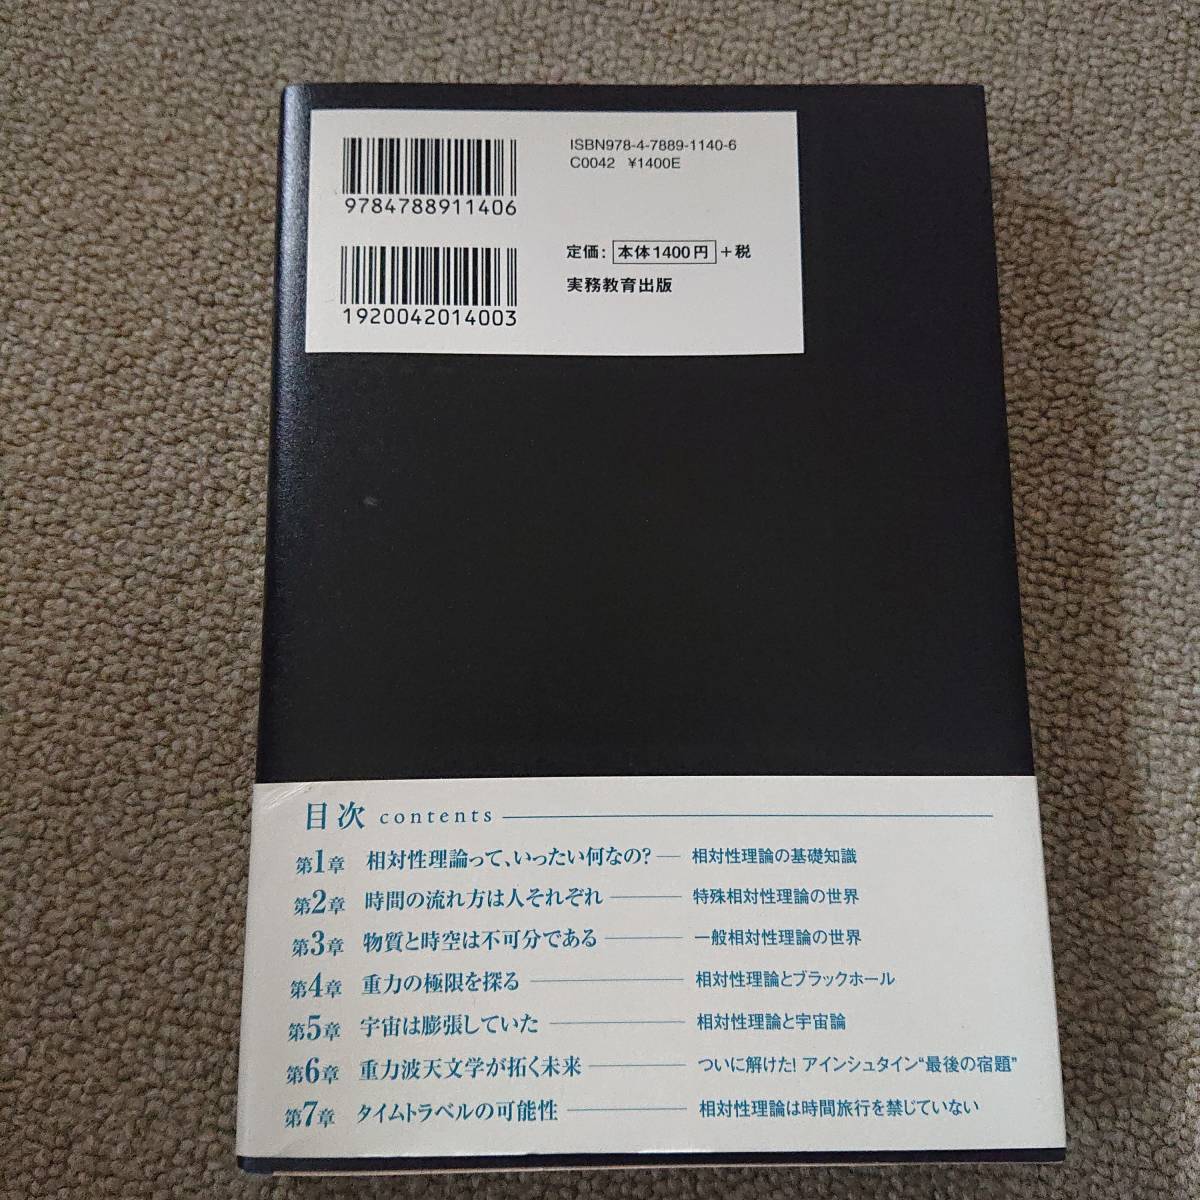 ISBN978-4-7889-1140-6
C0042 ¥1400E
9784788911406
定価: 本体1400円+税
実務教育出版
1920042014003
目次 contents
第1章 相対性理論って、いったい何なの? 相対性理論の基礎知識
第2章 時間の流れ方は人それぞれ 特殊相対性理論の世界
第3章 物質と時空は不可分である 一般相対性理論の世界
第4章 重力の極限を探る 相対性理論とブラックホール
第5章 宇宙は膨張していた 相対性理論と宇宙論
第6章 重力波天文学が拓く未来 ついに解けた! アインシュタイン“最後の宿題”
第7章 タイムトラベルの可能性 相対性理論は時間旅行を禁じていない